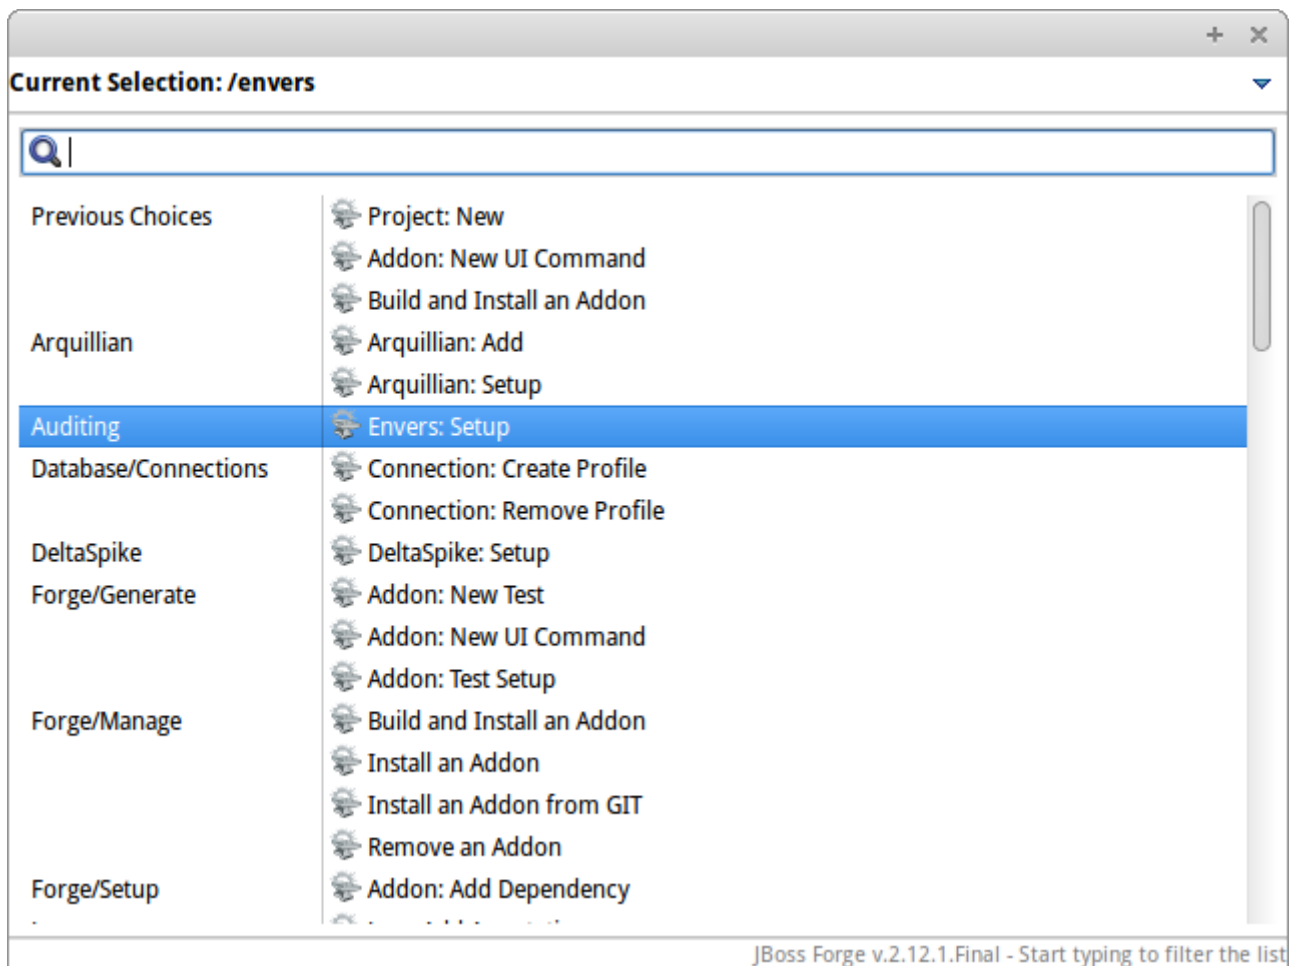 Current Selection: /envers
Previous Choices Project: New
Addon: New UI Command
Build and Install an Addon
Arquillian Arquillian: Add
Arquillian: Setup
Auditing Envers: Setup
Database/Connections Connection: Create Profile
Connection: Remove Profile
DeltaSpike DeltaSpike: Setup
Forge/Generate Addon: New Test
Addon: New UI Command
Addon: Test Setup
Forge/Manage Build and Install an Addon
Install an Addon
Install an Addon from GIT
Remove an Addon
Forge/Setup Addon: Add Dependency
JBoss Forge v.2.12.1.Final - Start typing to filter the list